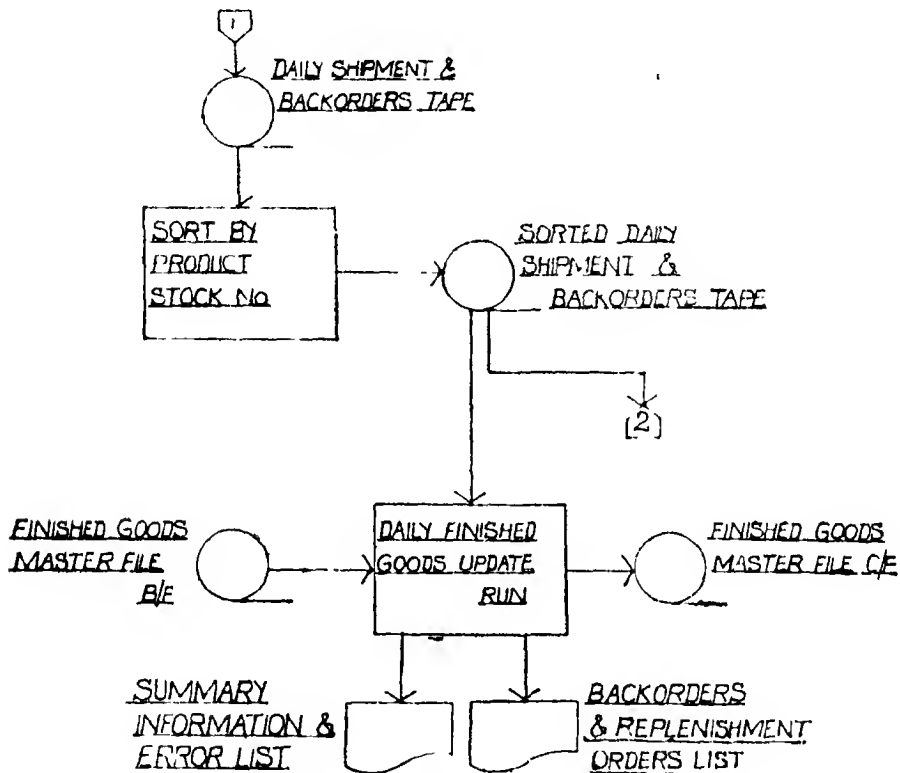 1
DAILY SHIPMENT &
BACKORDERS TAPE
SORT BY
PRODUCT
STOCK No
SORTED DAILY
SHIPMENT &
BACKORDERS TAPE
(2)
FINISHED GOODS
MASTER FILE
B/F
DAILY FINISHED
GOODS UPDATE
RUN
FINISHED GOODS
MASTER FILE C/F
SUMMARY
INFORMATION &
ERROR LIST
BACKORDERS
& REPLENISHMENT
ORDERS LIST